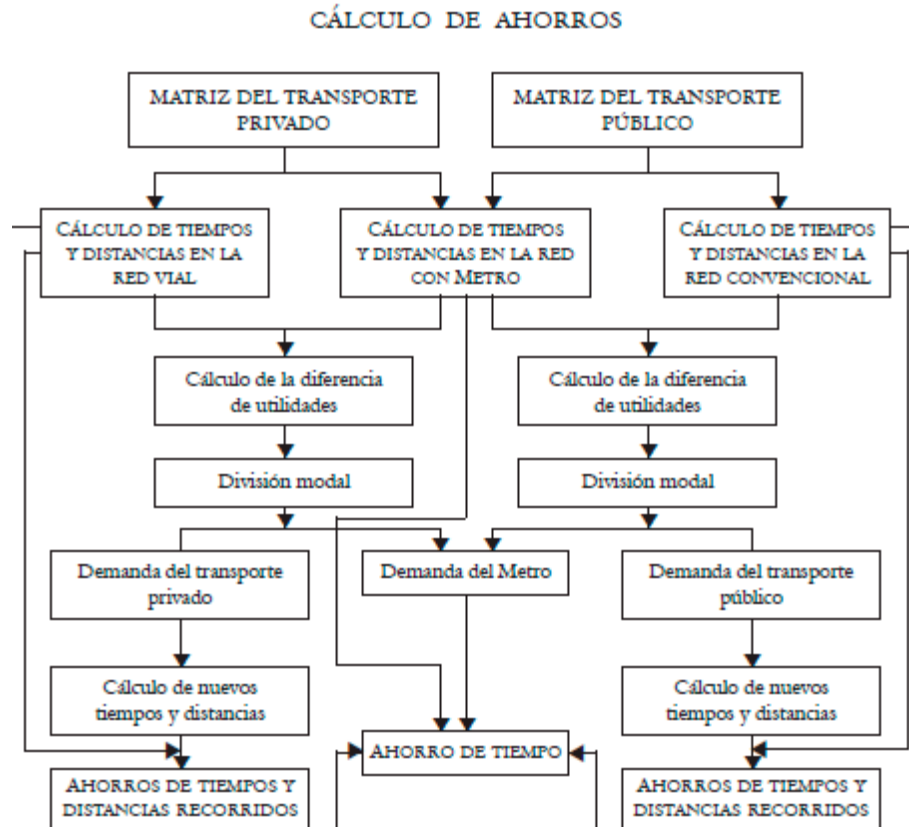 CÁLCULO DE AHORROS
MATRIZ DEL TRANSPORTE
PRIVADO
MATRIZ DEL TRANSPORTE
PÚBLICO
CÁLCULO DE TIEMPOS
Y DISTANCIAS EN LA
RED VIAL
CÁLCULO DE TIEMPOS
Y DISTANCIAS EN LA RED
CON METRO
CÁLCULO DE TIEMPOS
Y DISTANCIAS EN LA
RED CONVENCIONAL
Cálculo de la diferencia
de utilidades
Cálculo de la diferencia
de utilidades
División modal
División modal
Demanda del transporte
privado
Demanda del Metro
Demanda del transporte
público
Cálculo de nuevos
tiempos y distancias
Cálculo de nuevos
tiempos y distancias
AHORRO DE TIEMPO
AHORROS DE TIEMPOS Y
DISTANCIAS RECORRIDOS
AHORROS DE TIEMPOS Y
DISTANCIAS RECORRIDOS